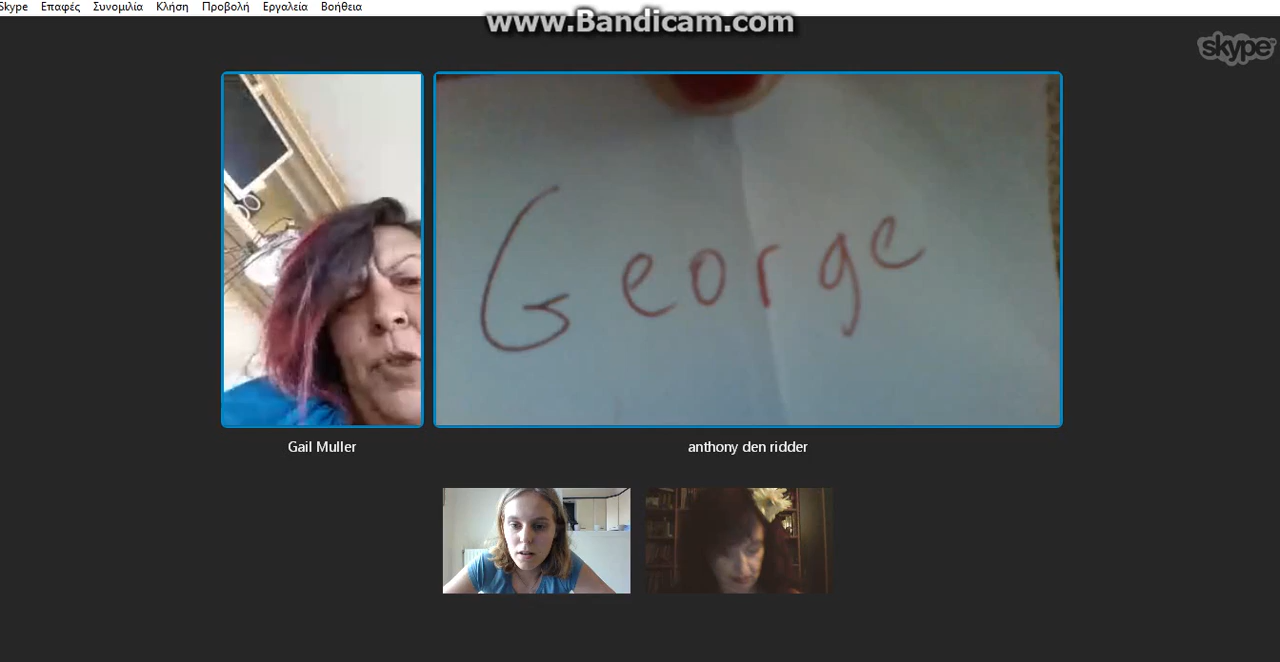 Skype Επαφές Συνομιλία Κλήση Προβολή Εργαλεία Βοήθεια
www.Bandicam.com
skype
George
Gail Muller
anthony den ridder